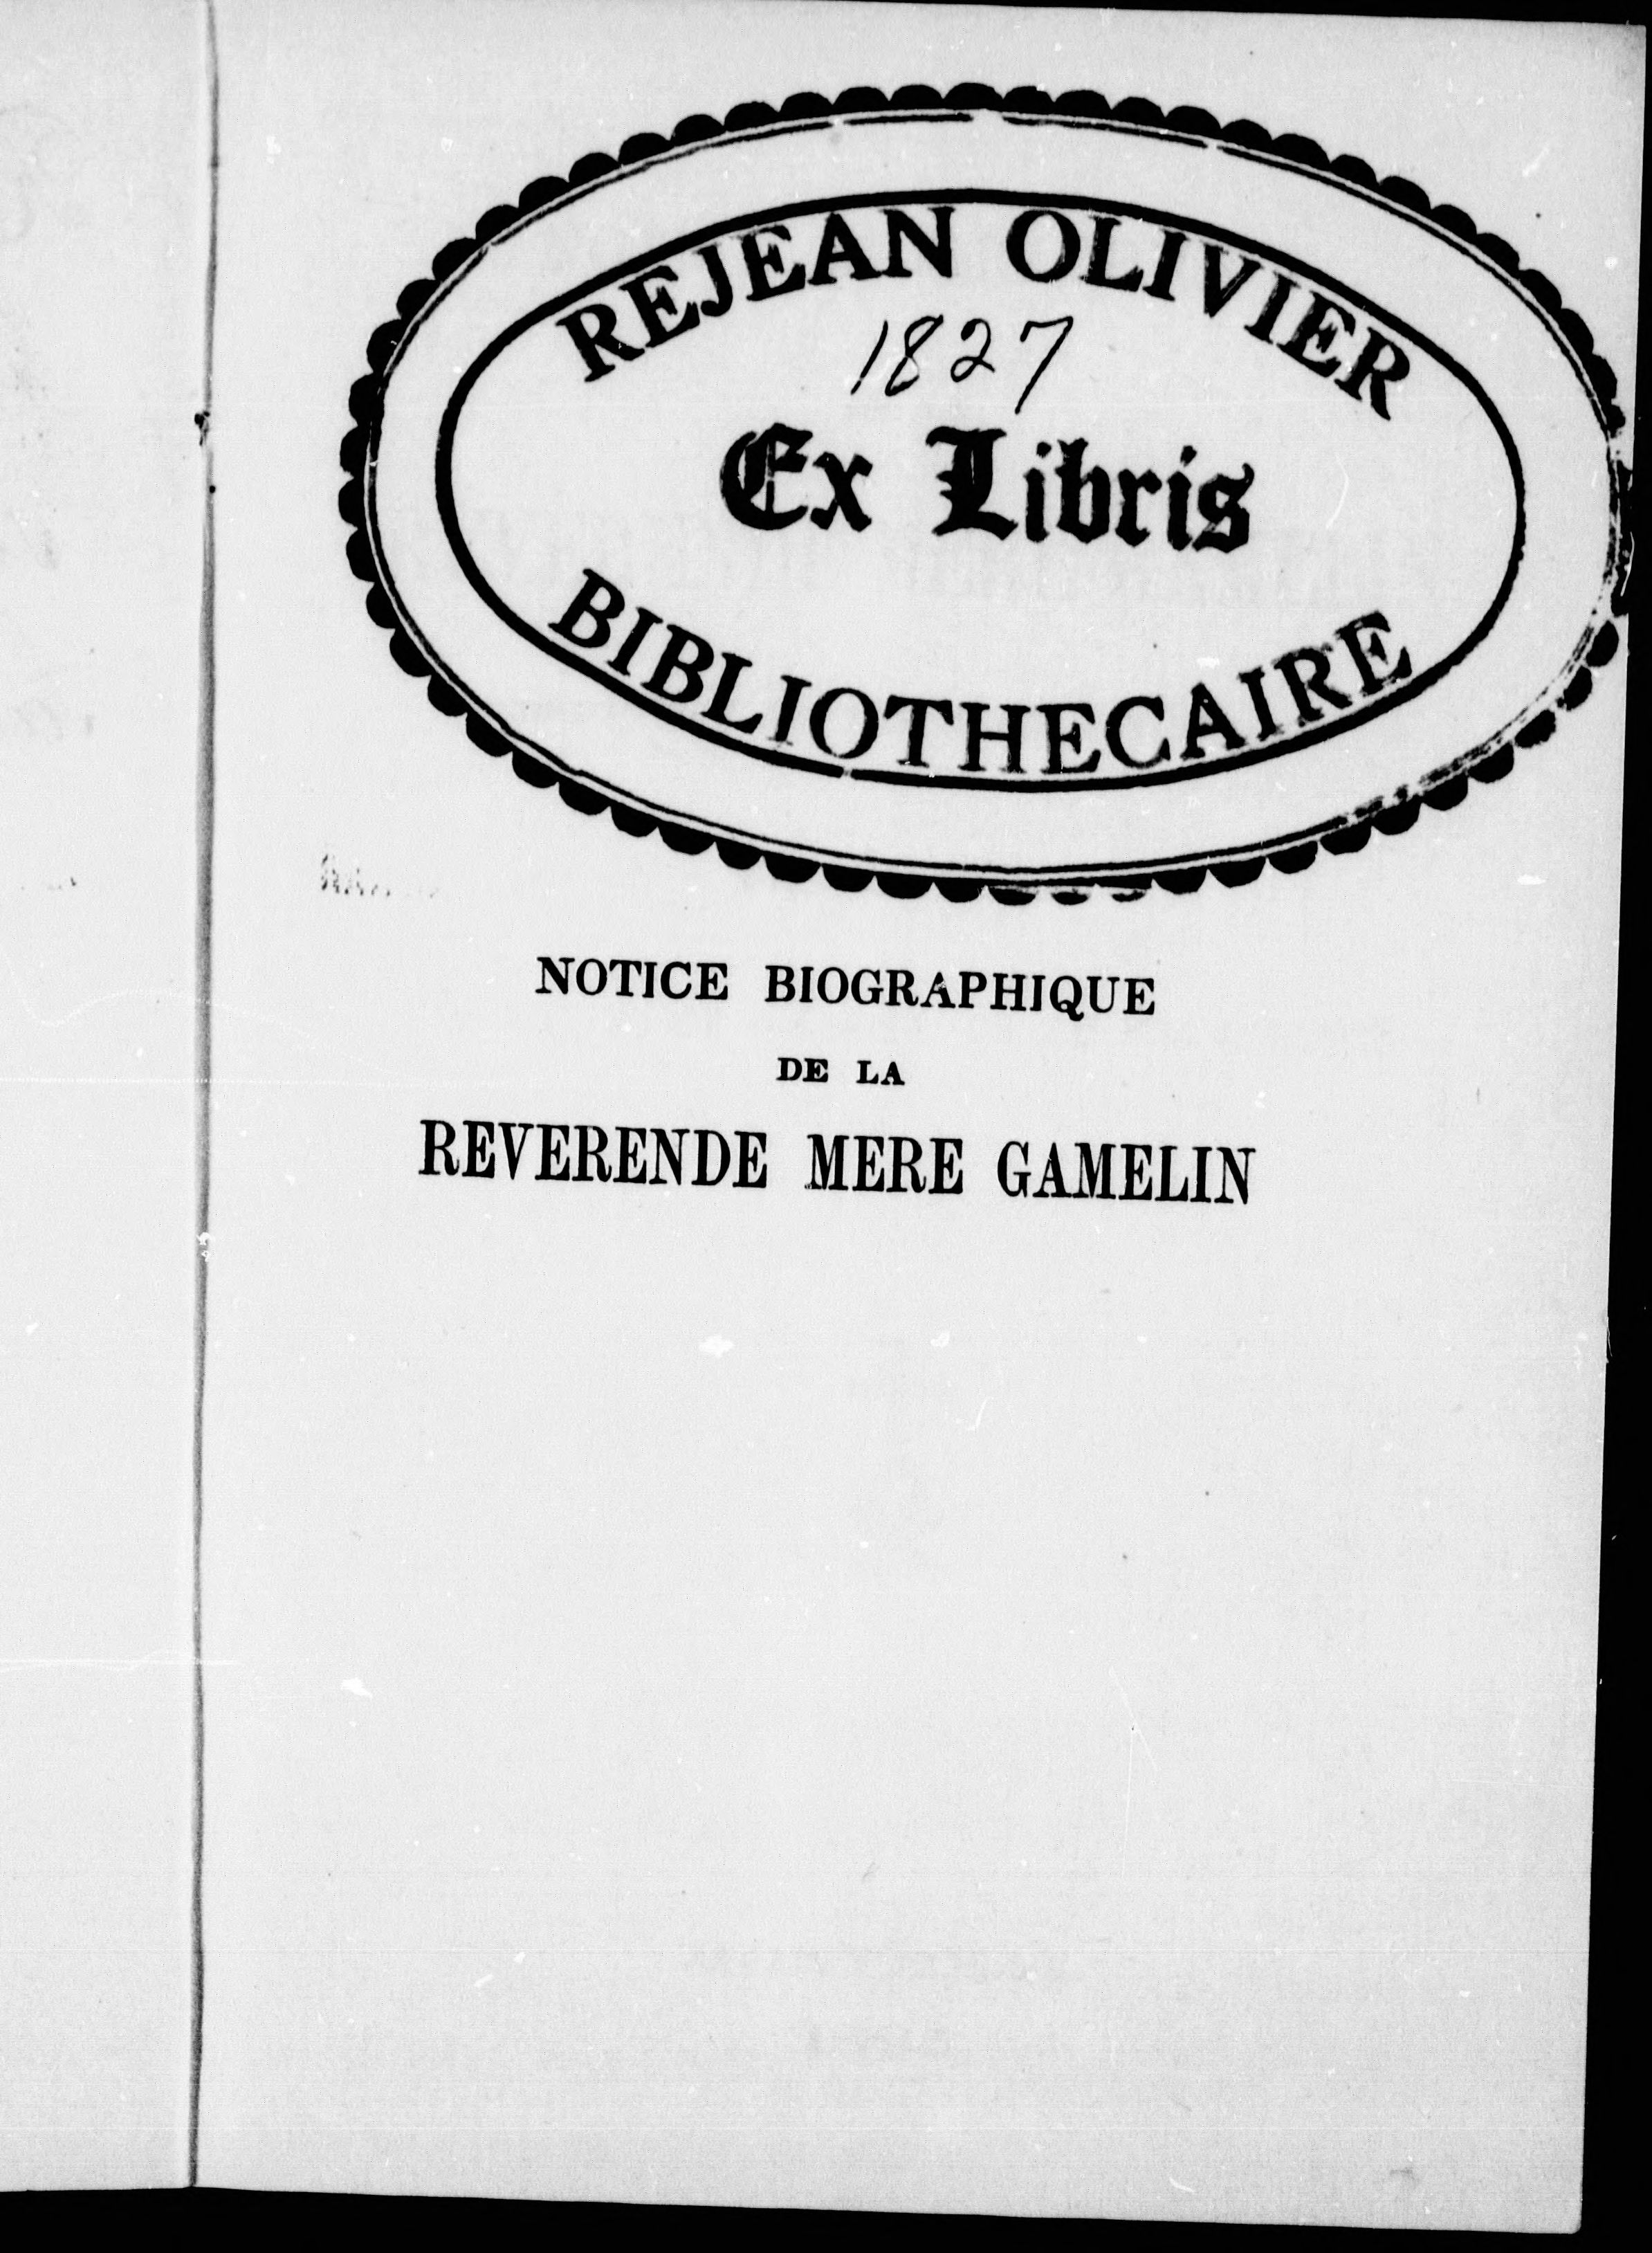 REJEAN OLIVIER
1827
Ex Libris
BIBLIOTHECAIRE
NOTICE BIOGRAPHIQUE
DE LA
REVERENDE MERE GAMELIN